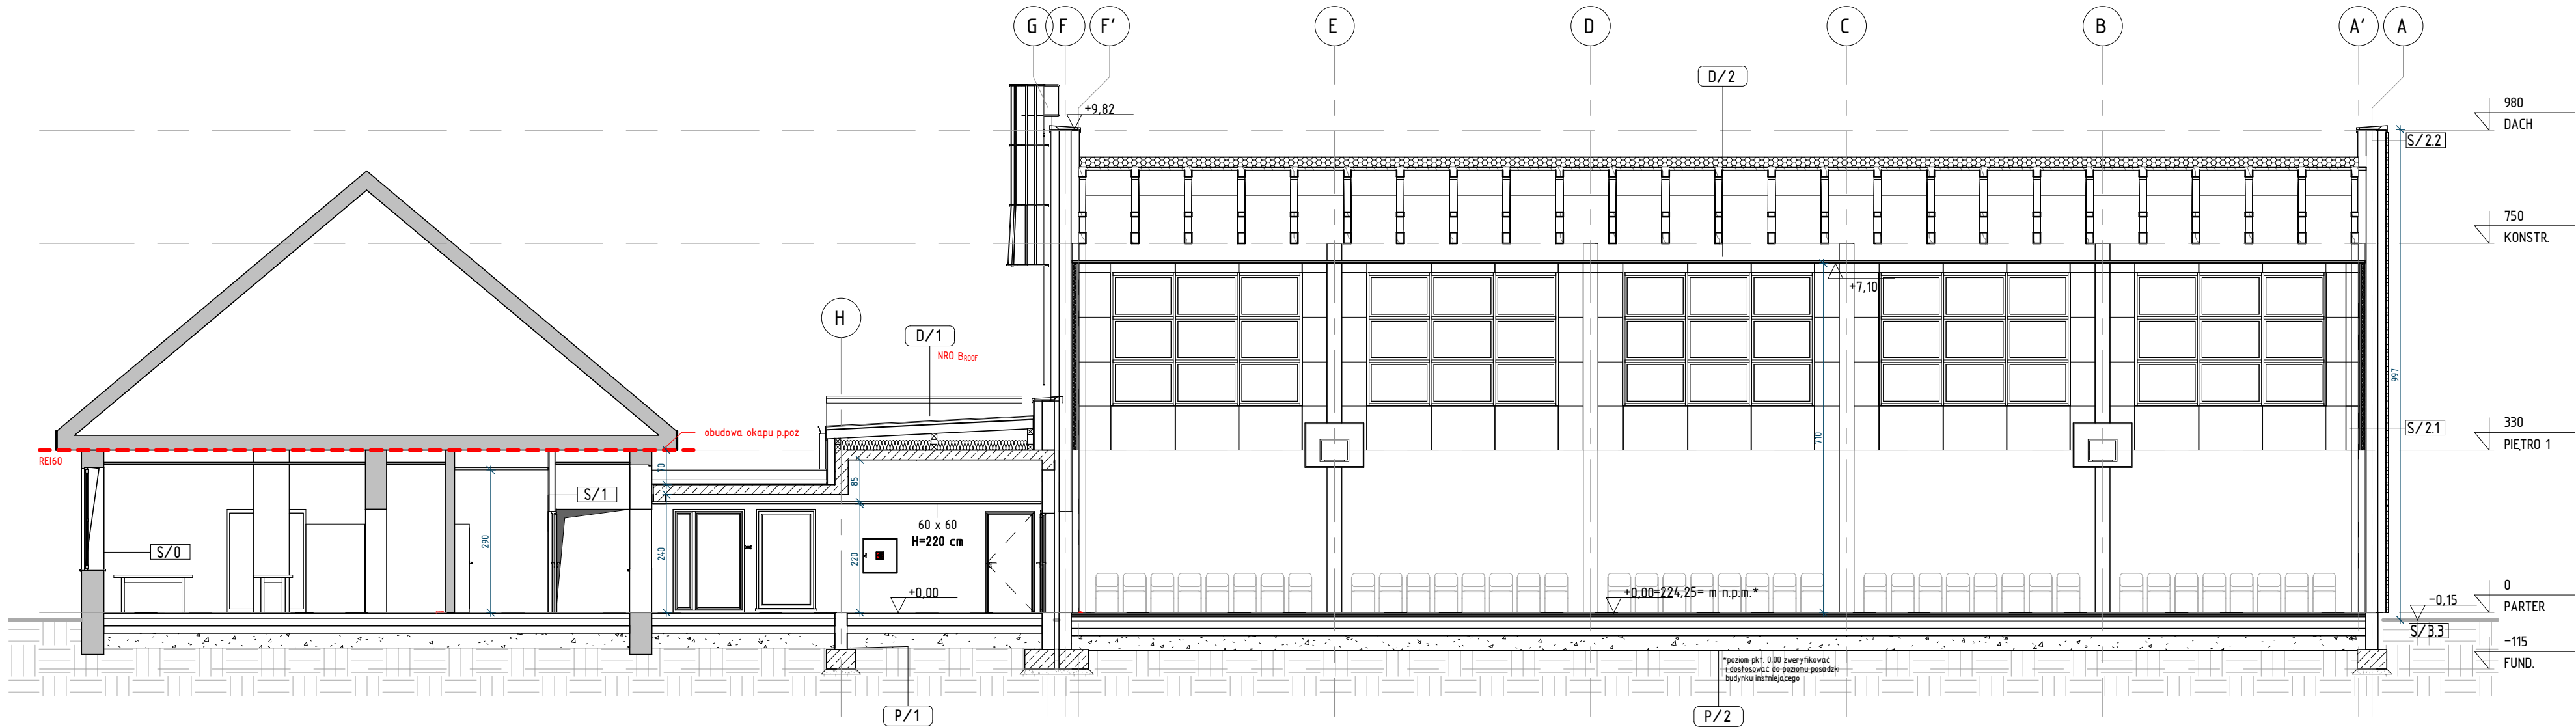 G
F
F'
E
D
C
B
A'
A
D/2
980
DACH
+9,82
S/2.2
750
KONSTR.
+7,10
H
D/1
NRO BROOF
997
obudowa okapu p.poż
REI60
710
S/2.1
330
PIĘTRO 1
70
85
S/1
290
240
220
60 x 60
H=220 cm
S/0
+0,00
+0,00=224,25= m n.p.m.*
0
PARTER
-0,15
S/3.3
-115
FUND.
*poziom pkt. 0,00 zweryfikować
i dostosować do poziomu posadzki
budynku instniejącego
P/1
P/2